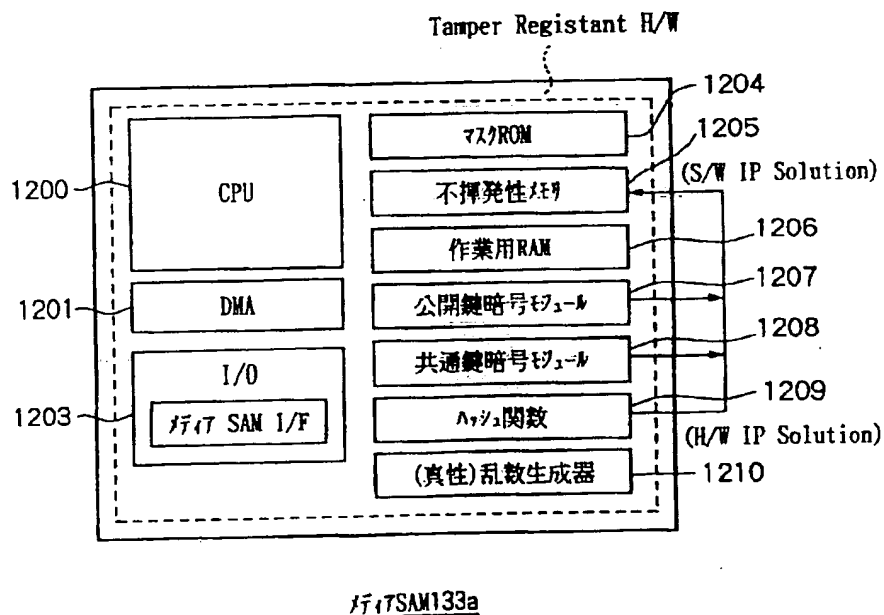 Tamper Registant H/W
1204
マスクROM
1205
(S/W IP Solution)
1200
CPU
不揮発性メモリ
1206
作業用RAM
1207
1201
DMA
公開鍵暗号モジュール
1208
共通鍵暗号モジュール
I/O
1203
メディア SAM I/F
1209
ハッシュ関数
(H/W IP Solution)
(真性)乱数生成器
1210
メディアSAM133a